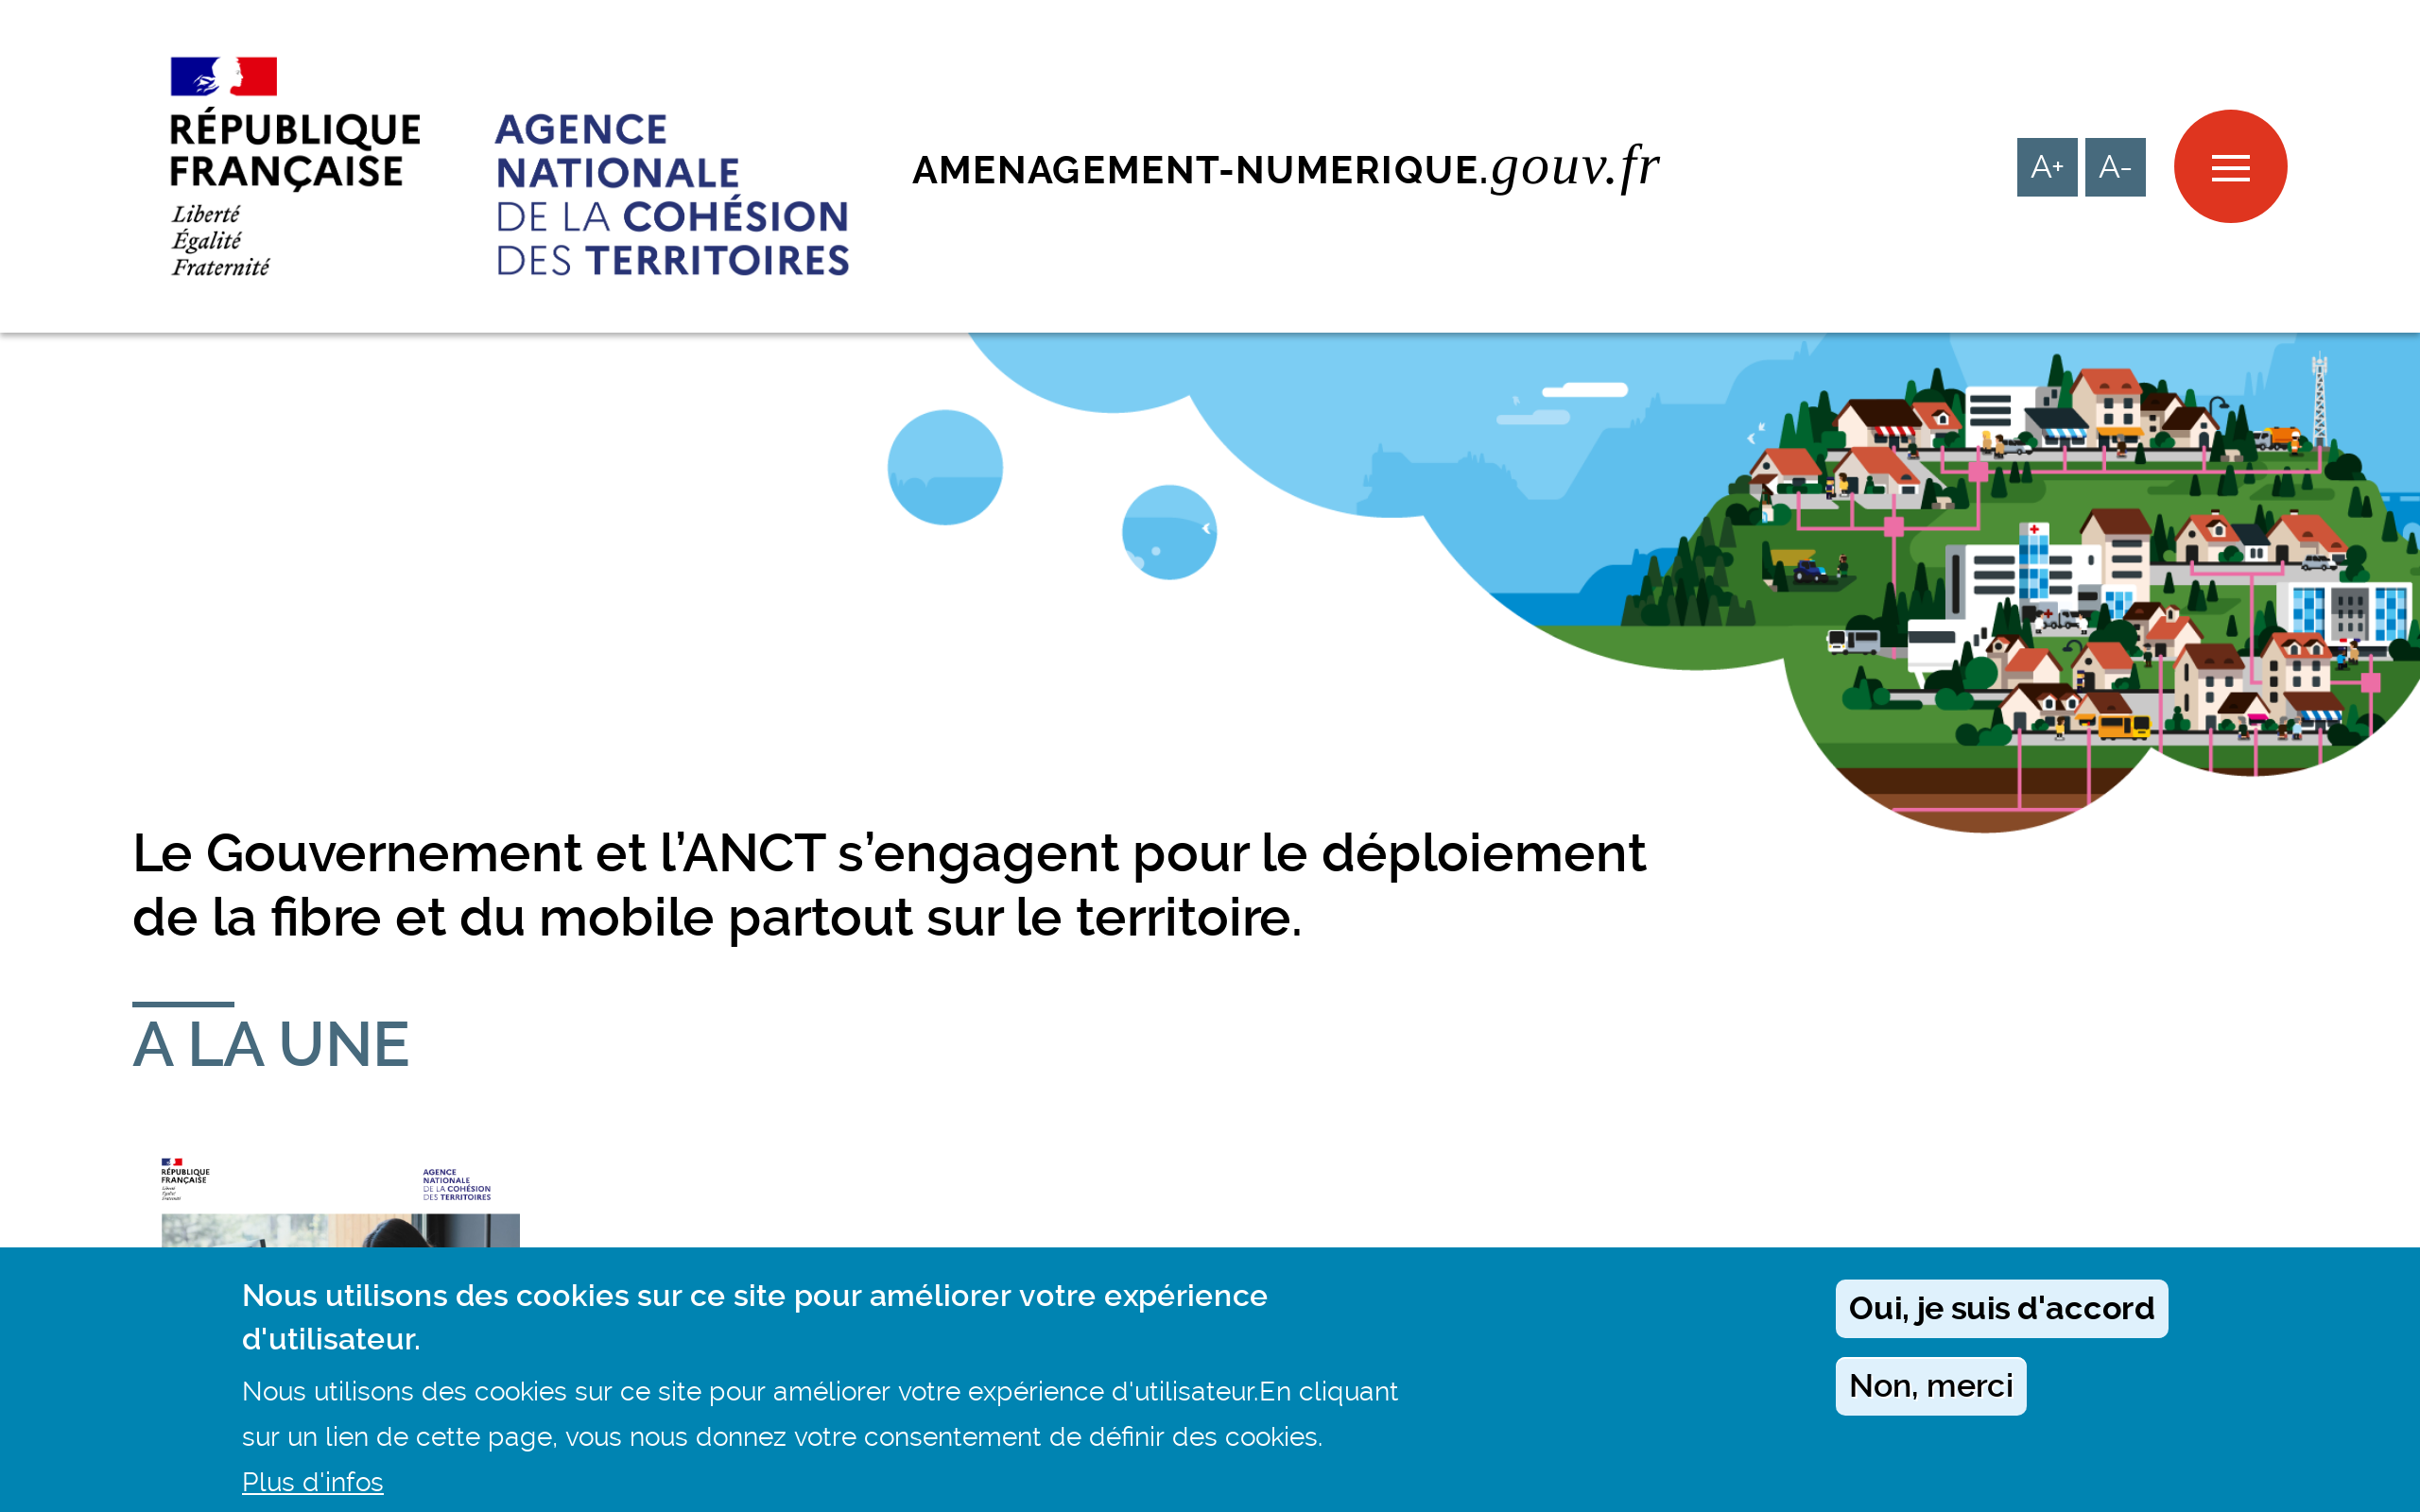 RÉPUBLIQUE
FRANÇAISE
Liberté
Égalité
Fraternité
AGENCE
NATIONALE
DE LA COHÉSION
DES TERRITOIRES
AMENAGEMENT-NUMERIQUE.gouv.fr
A+ A-
Le Gouvernement et l’ANCT s’engagent pour le déploiement
de la fibre et du mobile partout sur le territoire.
A LA UNE
RÉPUBLIQUE
FRANÇAISE
Liberté
Égalité
Fraternité
AGENCE
NATIONALE
DE LA COHÉSION
DES TERRITOIRES
Nous utilisons des cookies sur ce site pour améliorer votre expérience
d'utilisateur.
Nous utilisons des cookies sur ce site pour améliorer votre expérience d'utilisateur.En cliquant
sur un lien de cette page, vous nous donnez votre consentement de définir des cookies.
Plus d'infos
Oui, je suis d'accord
Non, merci